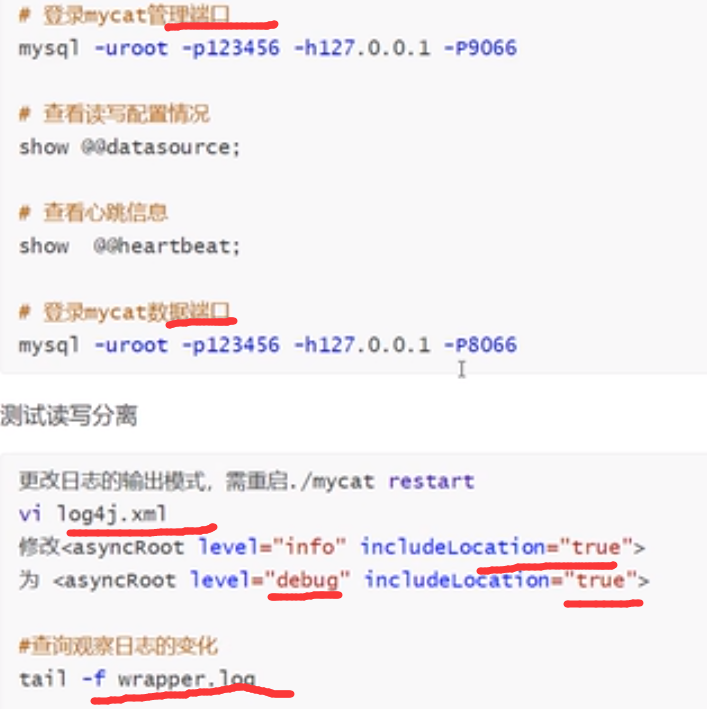 # 登录mycat管理端口
mysql -uroot -p123456 -h127.0.0.1 -P9066
# 查看读写配置情况
show @@datasource;
# 查看心跳信息
show  @@heartbeat;
# 登录mycat数据端口
mysql -uroot -p123456 -h127.0.0.1 -P8066
测试读写分离
更改日志的输出模式，需重启./mycat restart
vi log4j.xml
修改<asyncRoot level="info" includeLocation="true">
为 <asyncRoot level="debug" includeLocation="true">
#查询观察日志的变化
tail -f wrapper.log